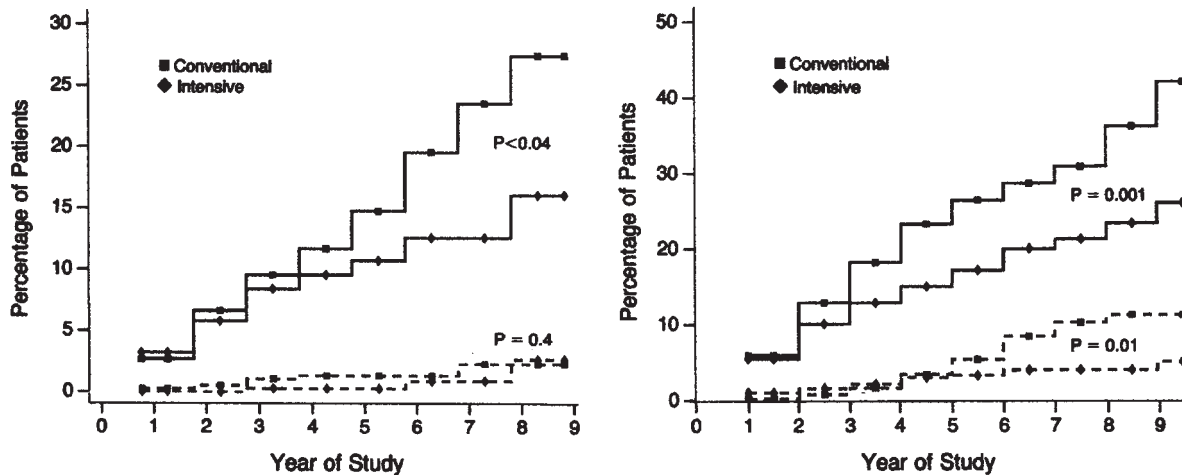 30
25
20
15
10
5
0
Percentage of Patients
Conventional
Intensive
P<0.04
P = 0.4
1 2 3 4 5 6 7 8 9
Year of Study
50
40
30
20
10
0
Percentage of Patients
Conventional
Intensive
P = 0.001
P = 0.01
0 1 2 3 4 5 6 7 8 9
Year of Study